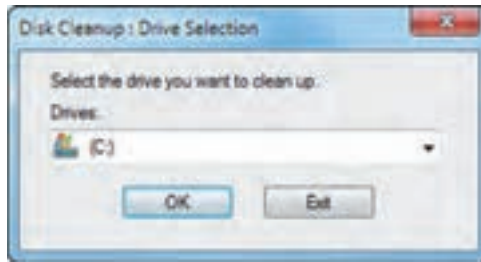 Disk Cleanup : Drive Selection
Select the drive you want to clean up.
Drives:
(C:)
OK
Exit